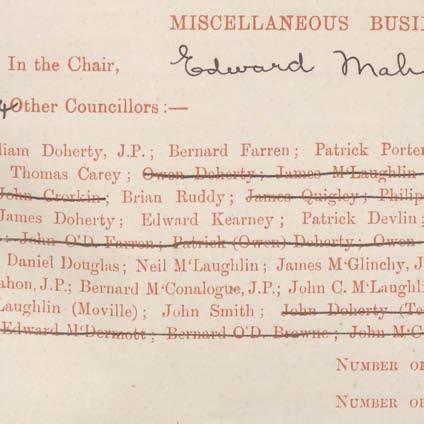 MISCELLANEOUS BUSI
In the Chair, Edward Mah
Other Councillors:—
liam Doherty, J.P.; Bernard Farren; Patrick Porter
Thomas Carey; Owen Doherty; James M'Laughlin
John Crorkin; Brian Ruddy; James Quigley; Philip
James Doherty; Edward Kearney; Patrick Devlin;
; John O'D. Farren; Patrick (Owen) Doherty; Owen
Daniel Douglas; Neil M'Laughlin; James M'Glinchy, J.
ahon, J.P.; Bernard M'Conalogue, J.P.; John C. M'Laughli
Laughlin (Moville); John Smith; John Doherty (To
Edward M'Dermott; Bernard O'D. Browne; John M'C
NUMBER OF
NUMBER OF